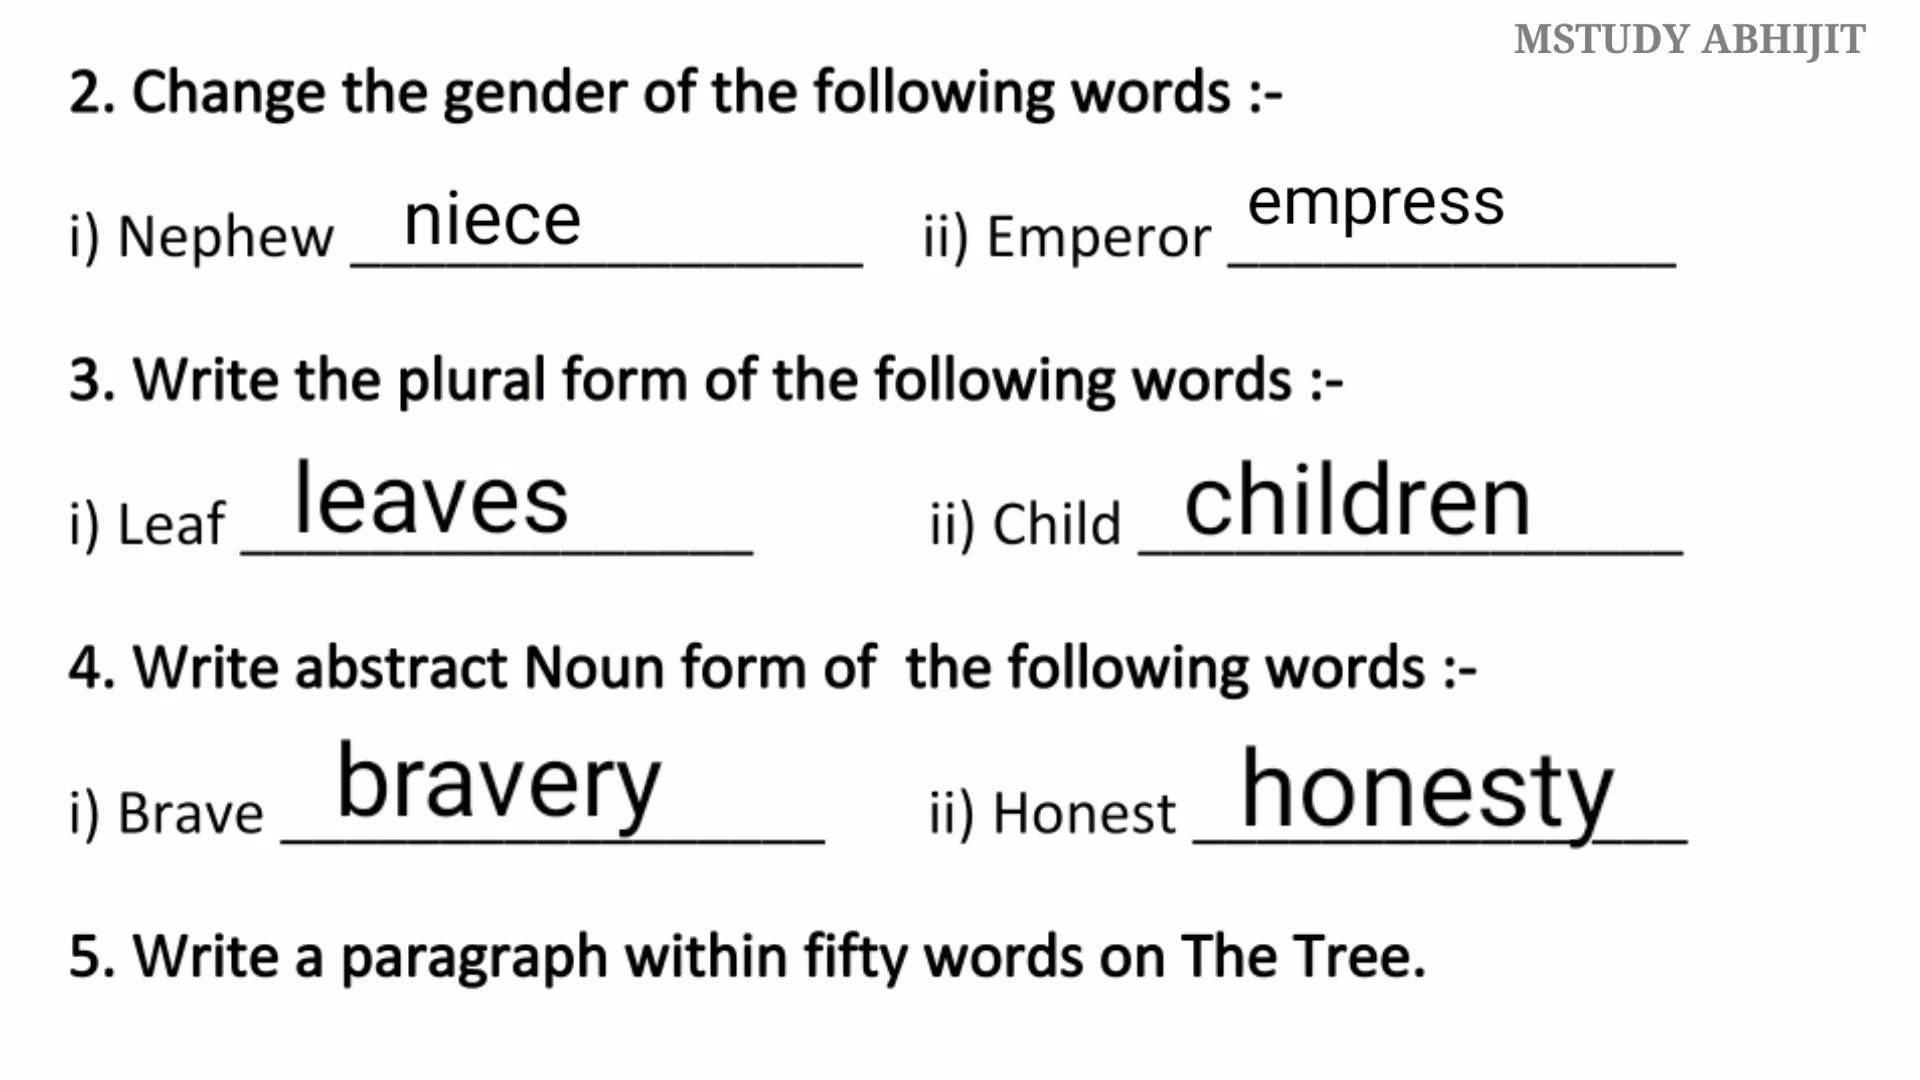 MSTUDY ABHIJIT
2. Change the gender of the following words :-
i) Nephew niece ii) Emperor empress
3. Write the plural form of the following words :-
i) Leaf leaves ii) Child children
4. Write abstract Noun form of the following words :-
i) Brave bravery ii) Honest honesty
5. Write a paragraph within fifty words on The Tree.